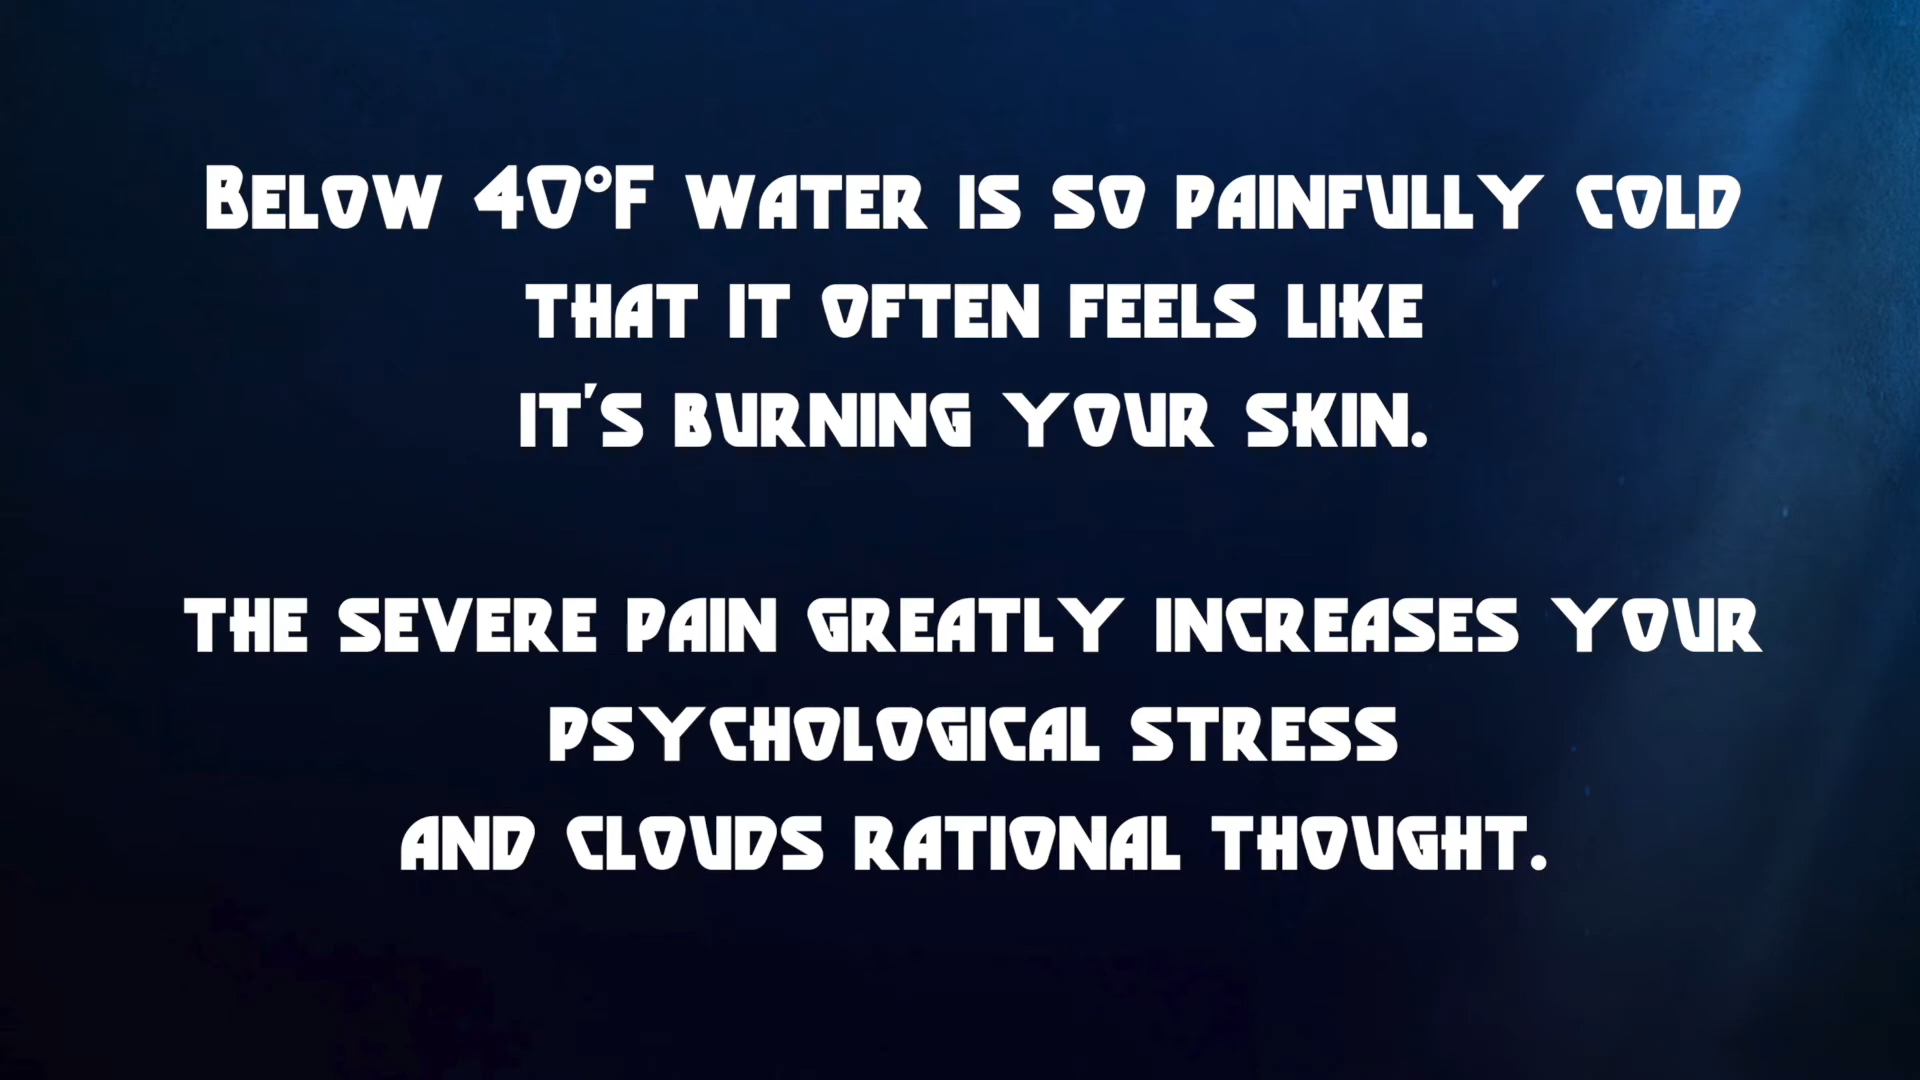 Below 40°F water is so painfully cold
that it often feels like
it's burning your skin.
the severe pain greatly increases your
psychological stress
and clouds rational thought.